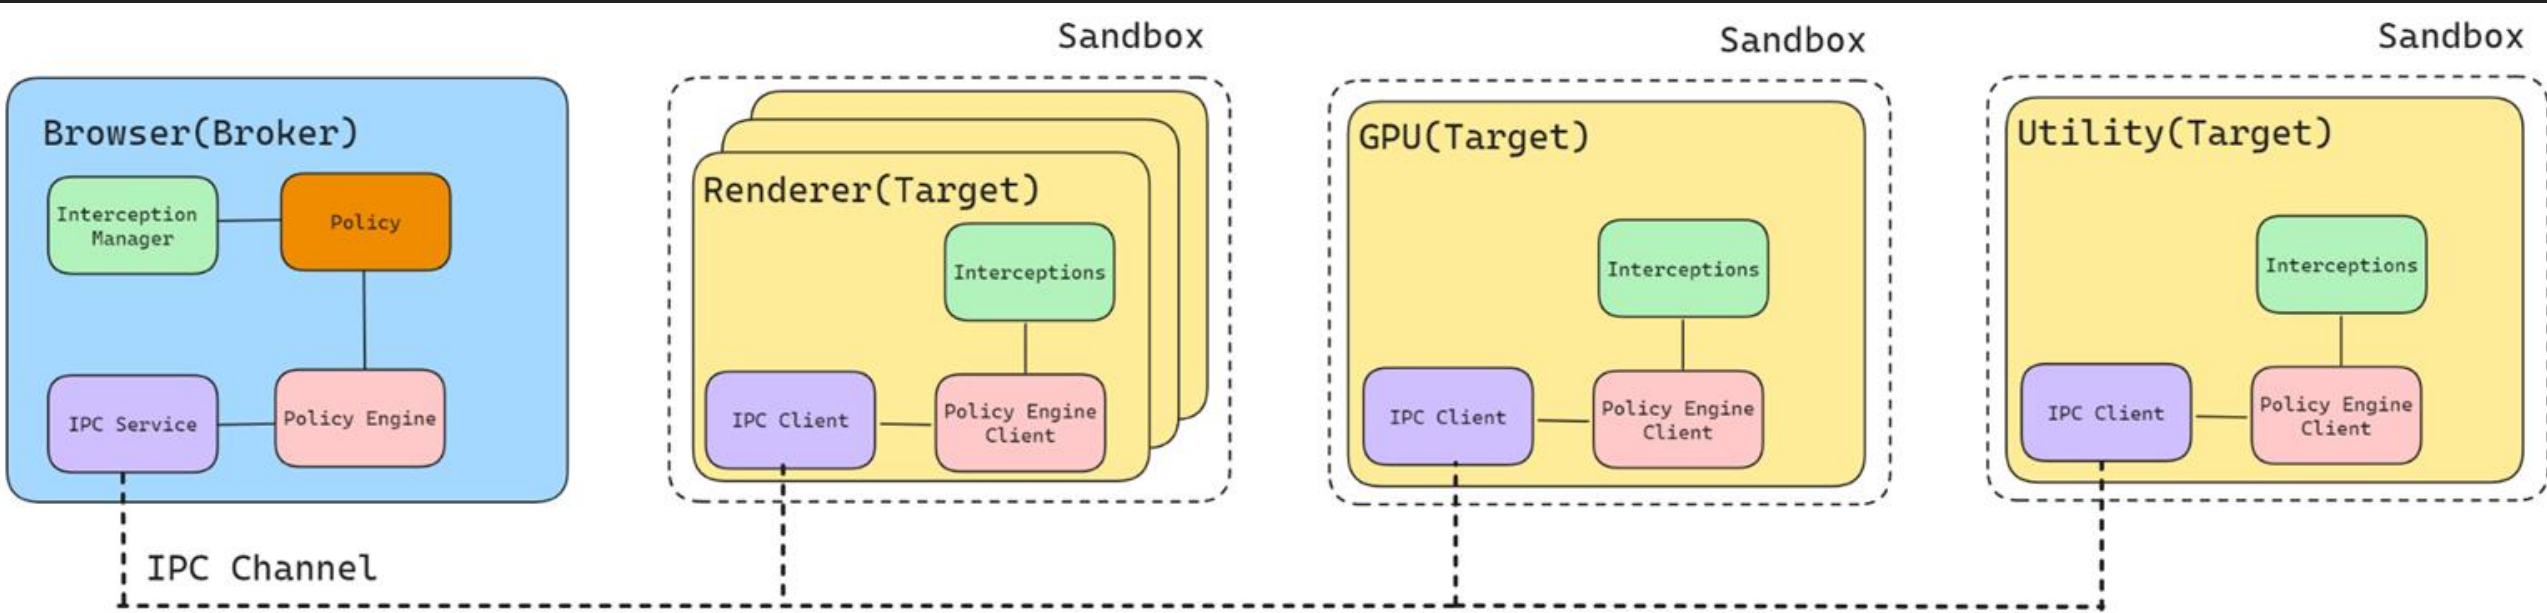 Sandbox
Sandbox
Sandbox
Browser(Broker)
Interception
Manager
Policy
IPC Service
Policy Engine
Renderer(Target)
Interceptions
IPC Client
Policy Engine
Client
GPU(Target)
Interceptions
IPC Client
Policy Engine
Client
Utility(Target)
Interceptions
IPC Client
Policy Engine
Client
IPC Channel